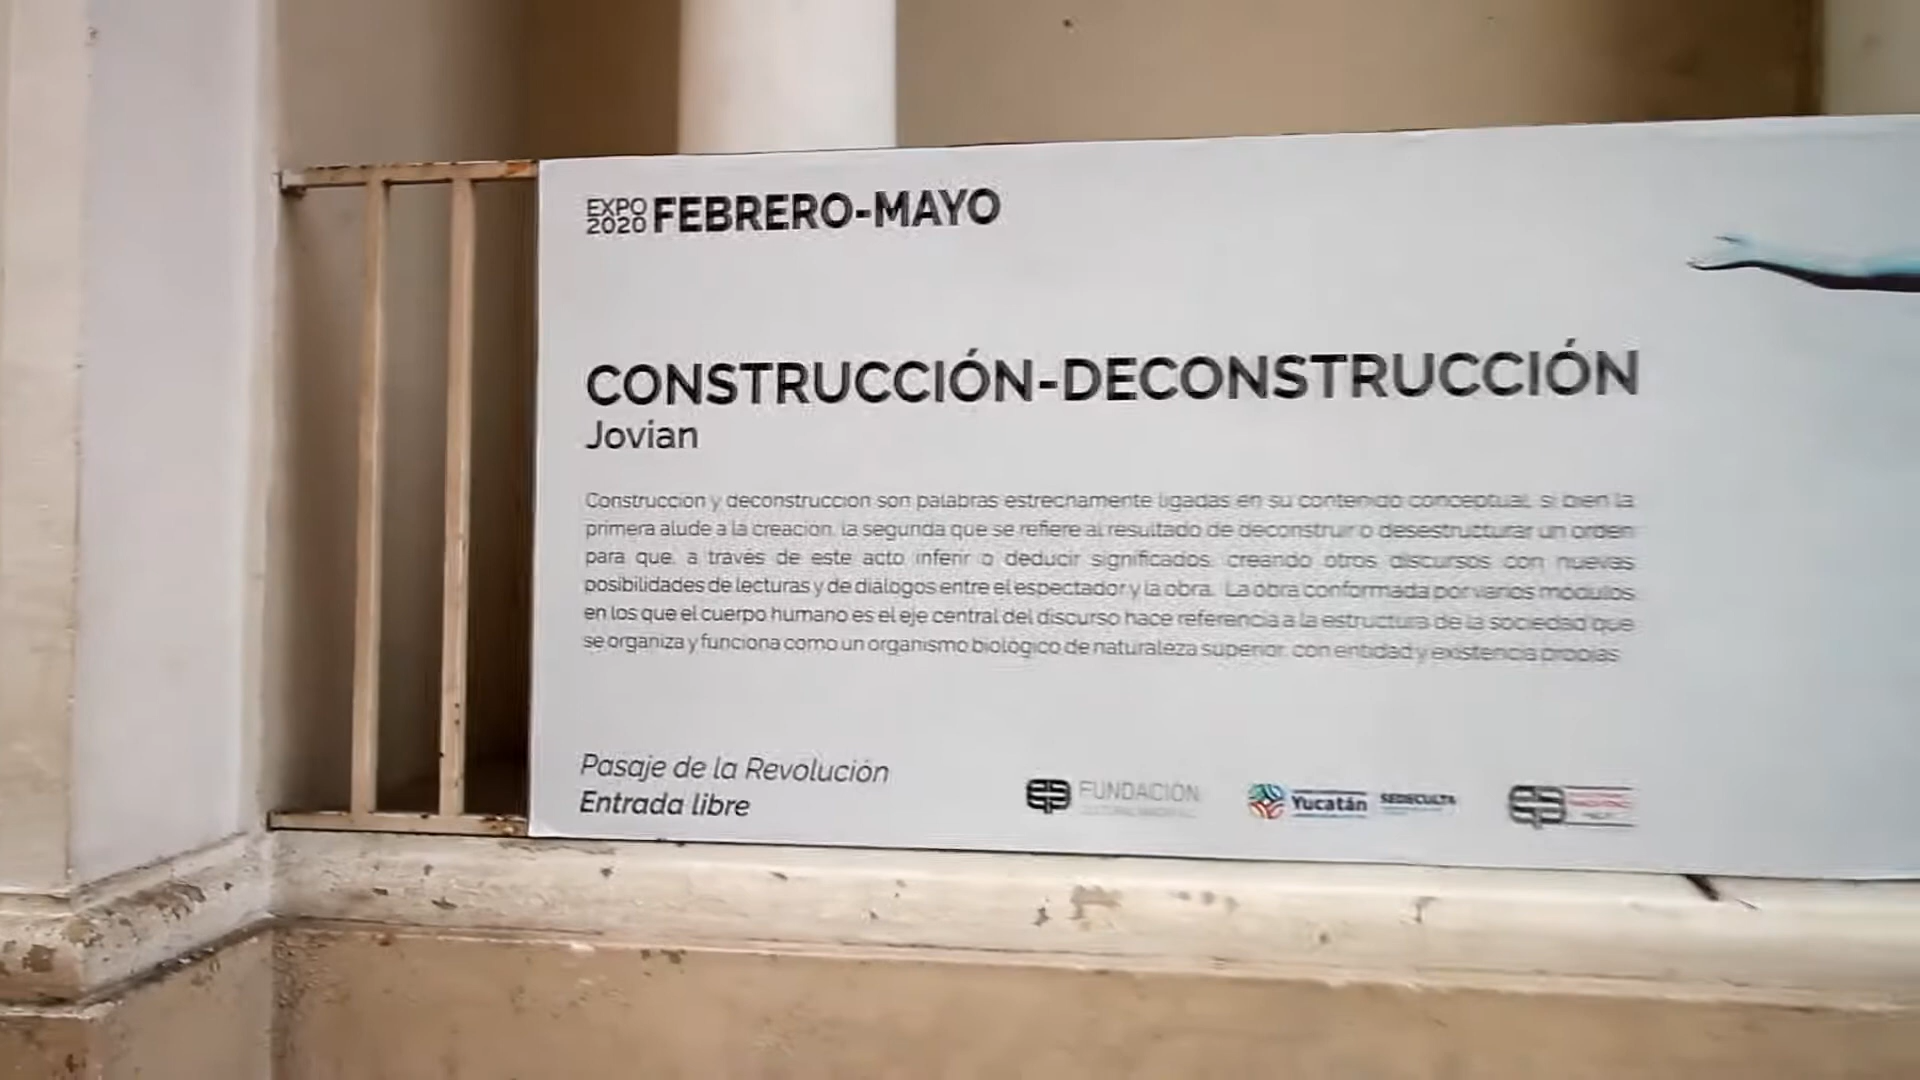 EXPO 2020 FEBRERO-MAYO
CONSTRUCCIÓN-DECONSTRUCCIÓN
Jovian
Construcción y deconstrucción son palabras estrechamente ligadas en su contenido conceptual, si bien la
primera alude a la creación, la segunda que se refiere al resultado de deconstruir o desestructurar un orden
para que, a través de este acto inferir o deducir significados, creando otros discursos con nuevas
posibilidades de lecturas y de diálogos entre el espectador y la obra. La obra conformada por varios módulos
en los que el cuerpo humano es el eje central del discurso hace referencia a la estructura de la sociedad que
se organiza y funciona como un organismo biológico de naturaleza superior, con entidad y existencia propias.
Pasaje de la Revolución
Entrada libre
FUNDACIÓN
Yucatán SEDECULTA